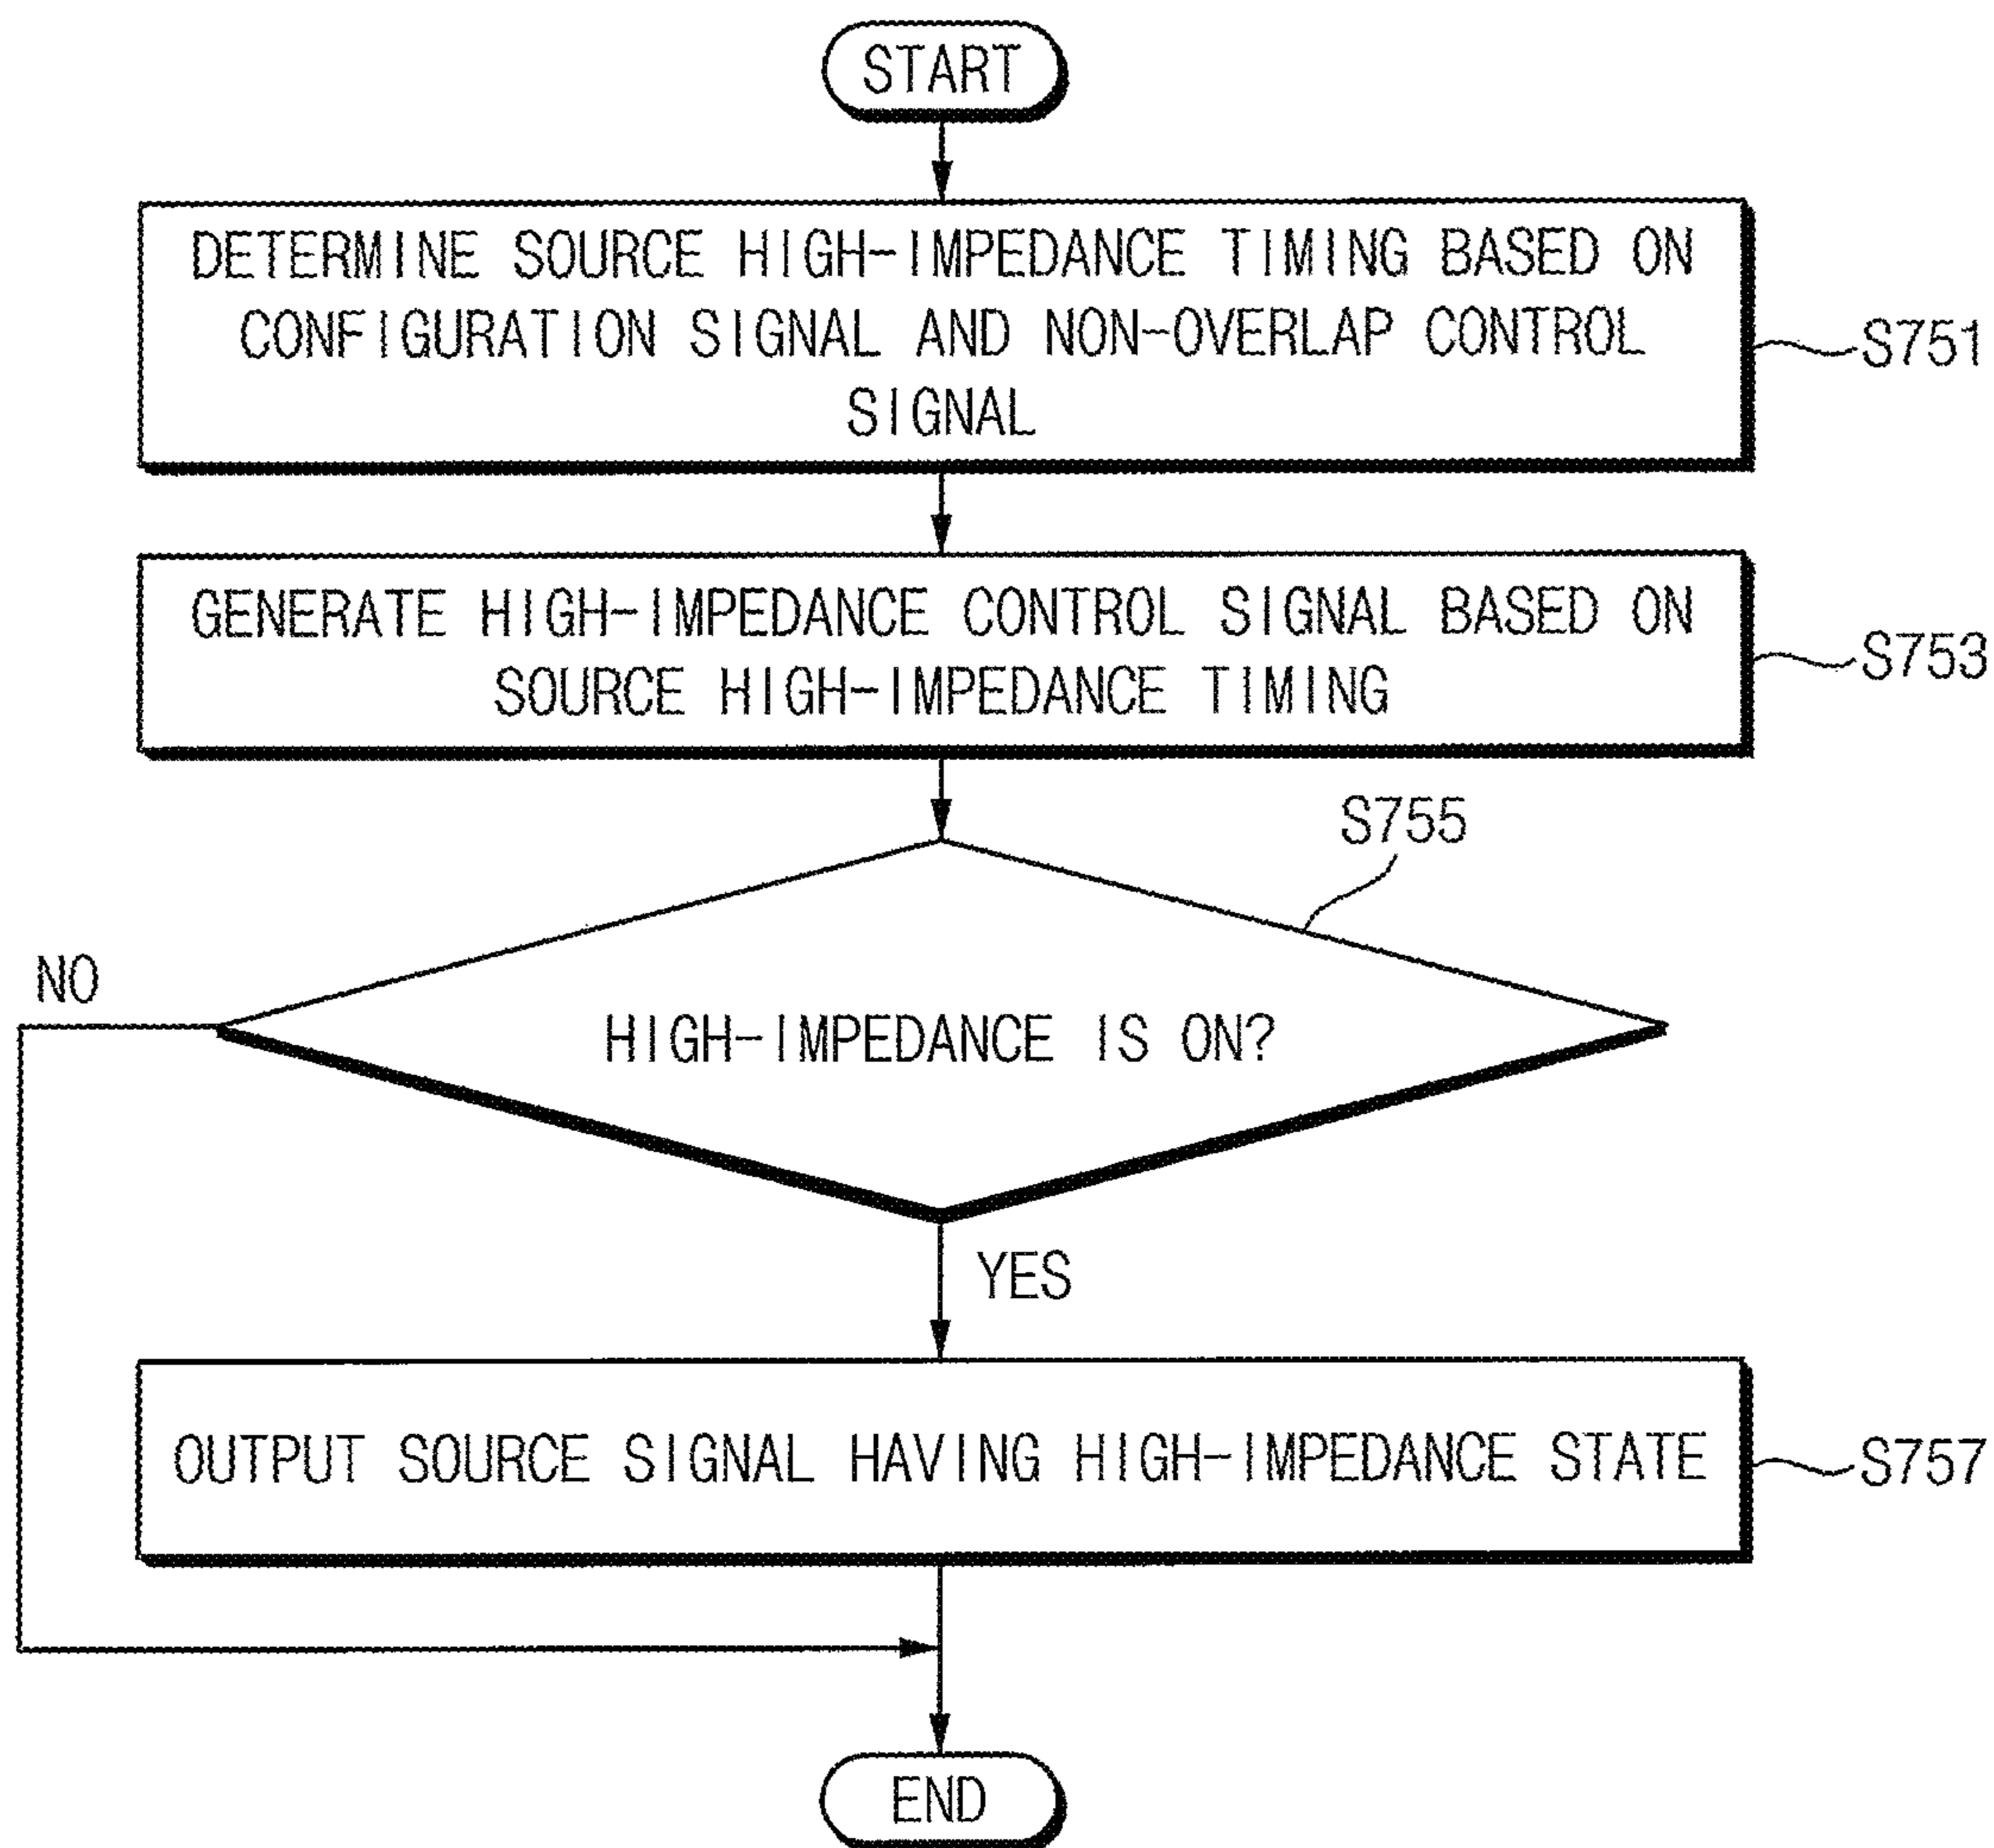 START
DETERMINE SOURCE HIGH-IMPEDANCE TIMING BASED ON
CONFIGURATION SIGNAL AND NON-OVERLAP CONTROL
SIGNAL
S751
GENERATE HIGH-IMPEDANCE CONTROL SIGNAL BASED ON
SOURCE HIGH-IMPEDANCE TIMING
S753
S755
NO
HIGH-IMPEDANCE IS ON?
YES
OUTPUT SOURCE SIGNAL HAVING HIGH-IMPEDANCE STATE
S757
END